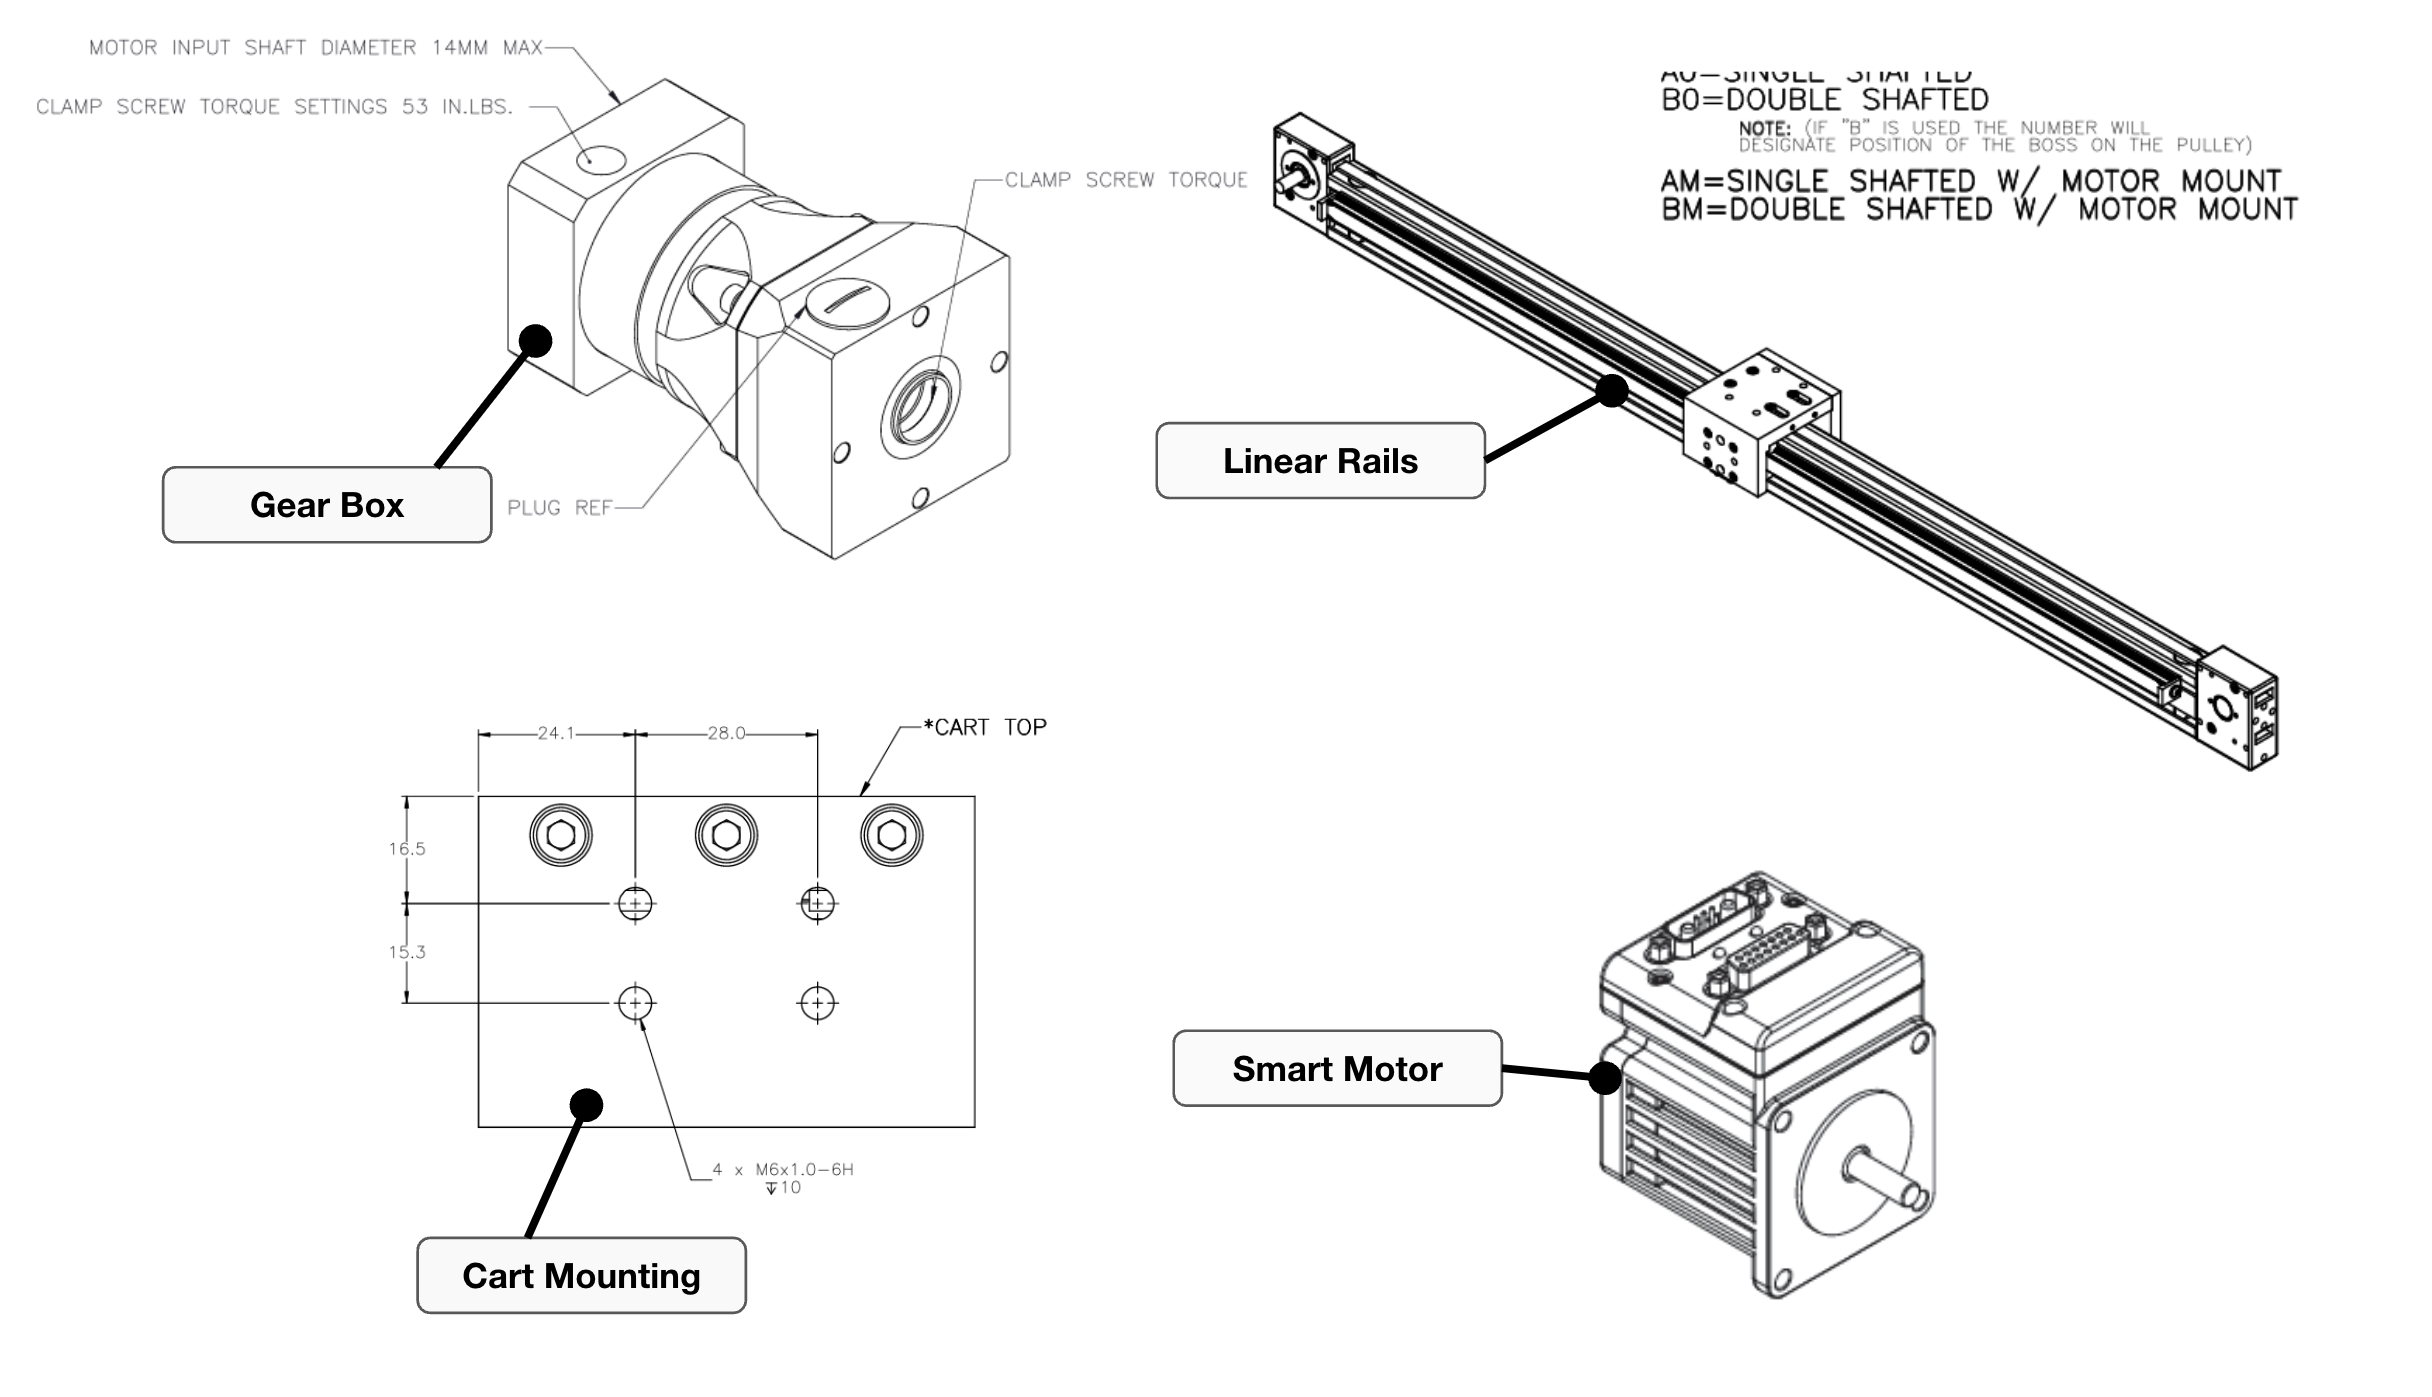 MOTOR INPUT SHAFT DIAMETER 14MM MAX
CLAMP SCREW TORQUE SETTINGS 53 IN.LBS.
CLAMP SCREW TORQUE
Gear Box
PLUG REF
A0=SINGLE SHAFTED
B0=DOUBLE SHAFTED
NOTE: (IF "B" IS USED THE NUMBER WILL
DESIGNATE POSITION OF THE BOSS ON THE PULLEY)
AM=SINGLE SHAFTED W/ MOTOR MOUNT
BM=DOUBLE SHAFTED W/ MOTOR MOUNT
Linear Rails
*CART TOP
24.1
28.0
16.5
15.3
4 x M6x1.0-6H
↧10
Cart Mounting
Smart Motor